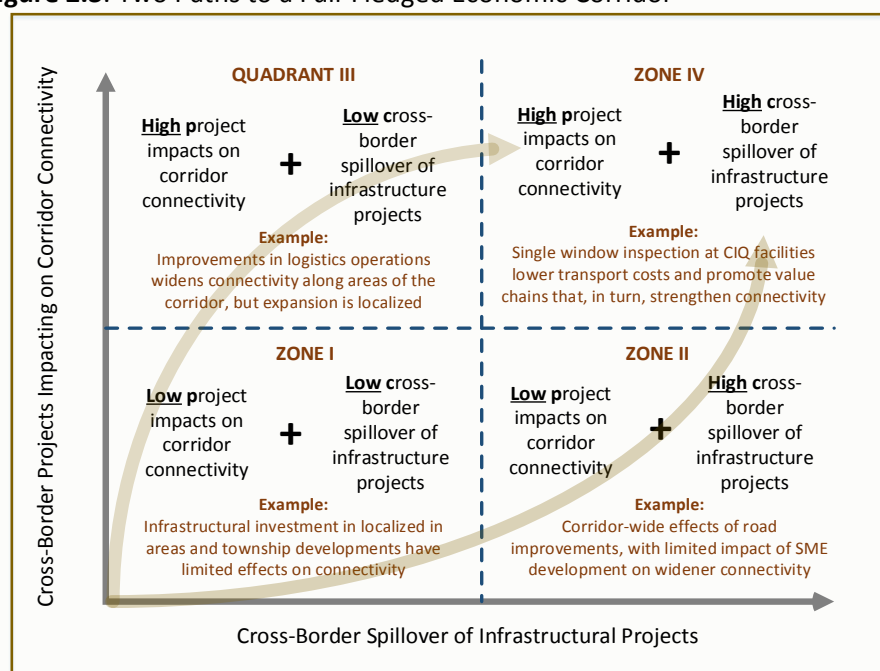 Two Paths to a Full-Fledged Economic Corridor
Cross-Border Projects Impacting on Corridor Connectivity
QUADRANT III
High project
impacts on
corridor
connectivity
+
Low cross-
border
spillover of
infrastructure
projects
Example:
Improvements in logistics operations
widens connectivity along areas of the
corridor, but expansion is localized
ZONE IV
High project
impacts on
corridor
connectivity
+
High cross-
border
spillover of
infrastructure
projects
Example:
Single window inspection at CIQ facilities
lower transport costs and promote value
chains that, in turn, strengthen connectivity
ZONE I
Low project
impacts on
corridor
connectivity
+
Low cross-
border
spillover of
infrastructure
projects
Example:
Infrastructural investment in localized in
areas and township developments have
limited effects on connectivity
ZONE II
Low project
impacts on
corridor
connectivity
+
High cross-
border
spillover of
infrastructure
projects
Example:
Corridor-wide effects of road
improvements, with limited impact of SME
development on widener connectivity
Cross-Border Spillover of Infrastructural Projects